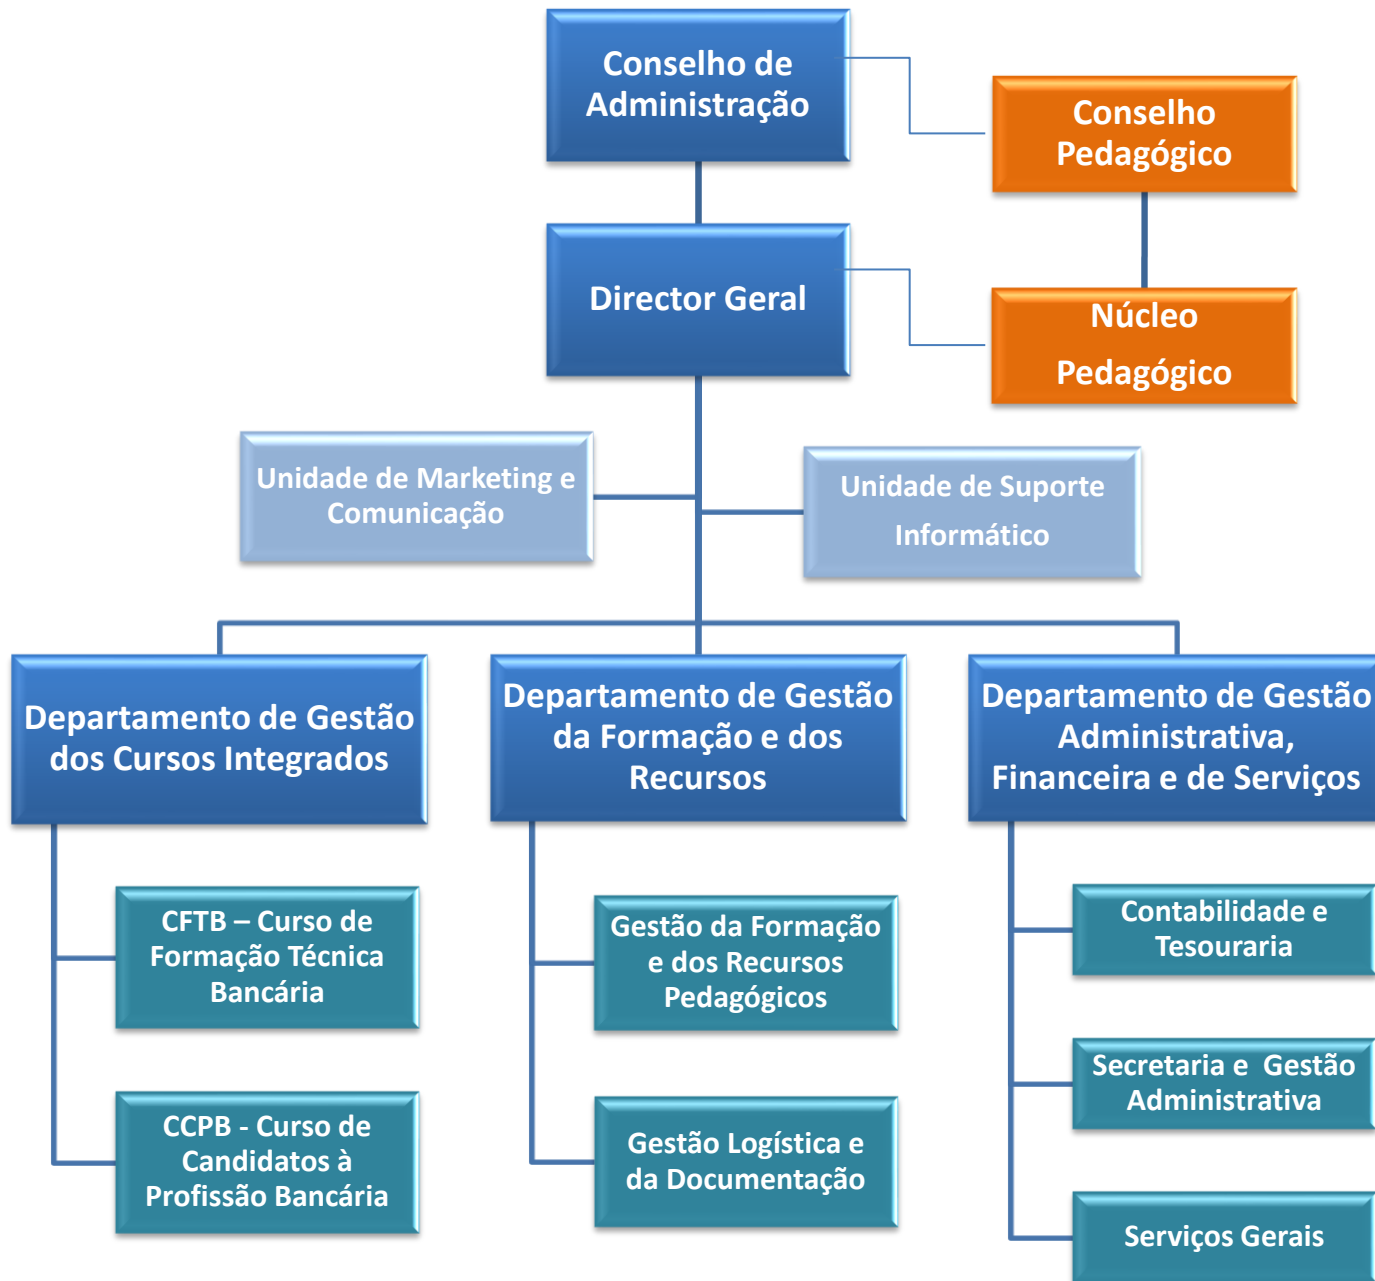 Conselho de
Administração
Conselho
Pedagógico
Director Geral
Núcleo
Pedagógico
Unidade de Marketing e
Comunicação
Unidade de Suporte
Informático
Departamento de Gestão
dos Cursos Integrados
Departamento de Gestão
da Formação e dos
Recursos
Departamento de Gestão
Administrativa,
Financeira e de Serviços
CFTB – Curso de
Formação Técnica
Bancária
CCPB - Curso de
Candidatos à
Profissão Bancária
Gestão da Formação
e dos Recursos
Pedagógicos
Gestão Logística e
da Documentação
Contabilidade e
Tesouraria
Secretaria e  Gestão
Administrativa
Serviços Gerais